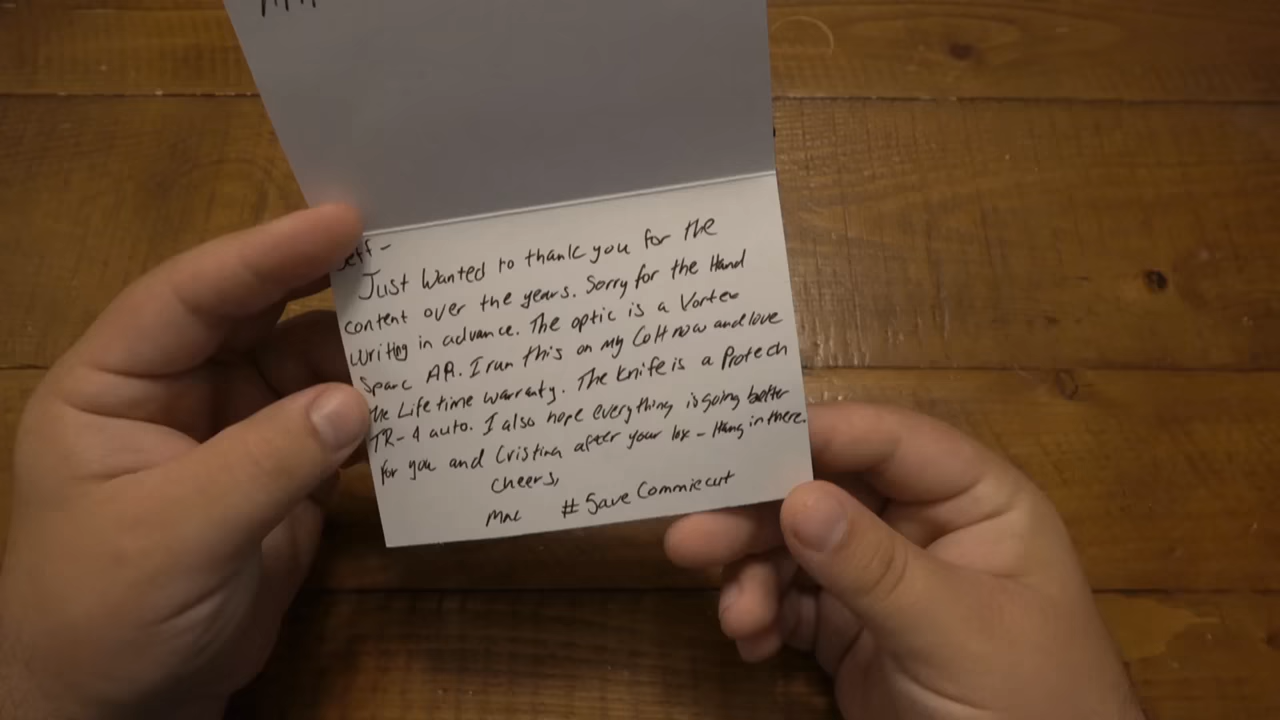 Jeff-
Just Wanted to thank you for the
content over the years. Sorry for the Hand
Writing in advance. The optic is a Vortex
Sparc AR. I run this on my Colt now and love
the Lifetime warranty. The knife is a Protech
TR-4 auto. I also hope everything is going better
for you and Cristina after your loss - Hang in there.
Cheers,
Mac #SaveCommiecut